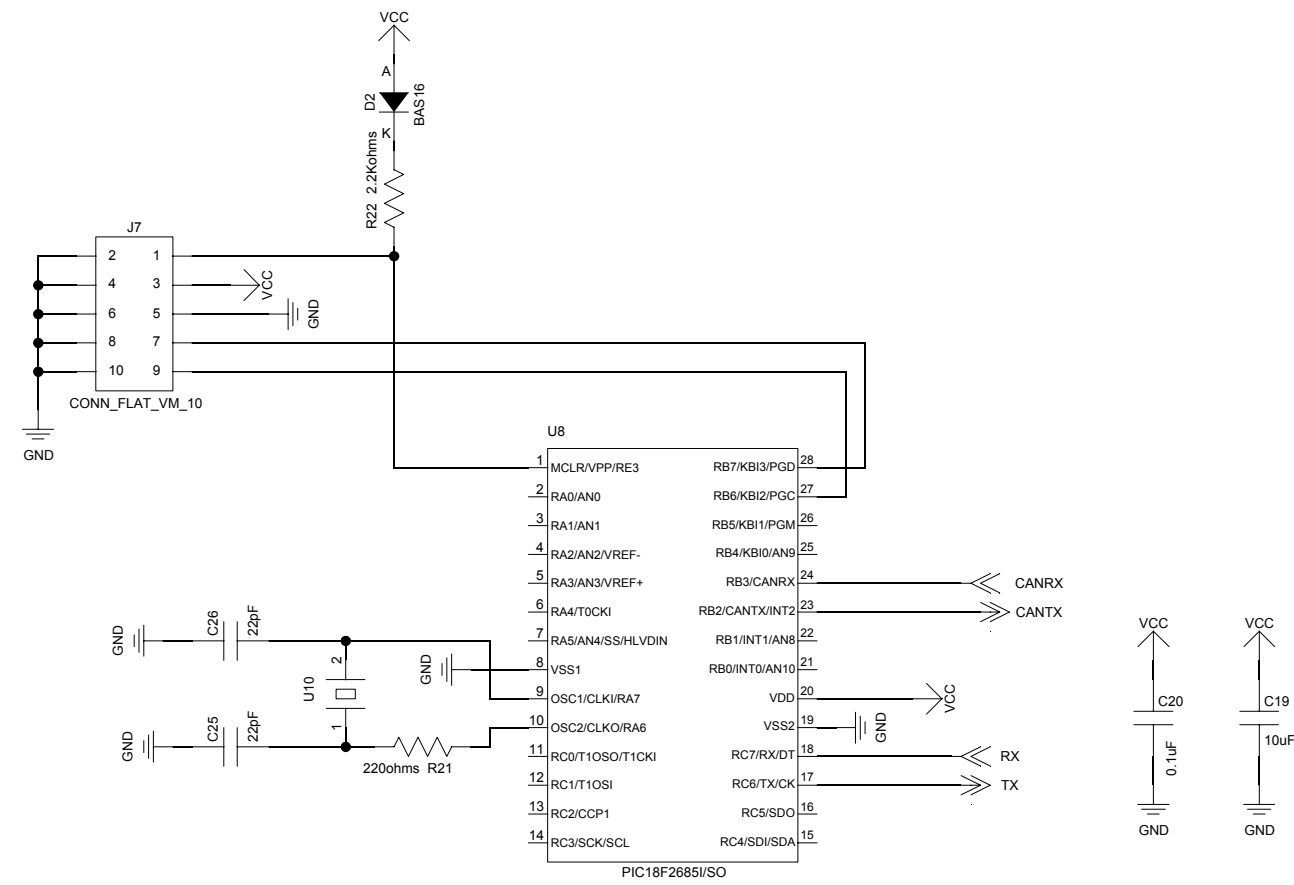 VCC
A
D2
BAS16
K
R22 2.2Kohms
J7
2 1
4 3
VCC
6 5
GND
8 7
10 9
CONN_FLAT_VM_10
GND
U8
1 MCLR/VPP/RE3 RB7/KBI3/PGD 28
2 RA0/AN0 RB6/KBI2/PGC 27
3 RA1/AN1 RB5/KBI1/PGM 26
4 RA2/AN2/VREF- RB4/KBI0/AN9 25
5 RA3/AN3/VREF+ RB3/CANRX 24 CANRX
6 RA4/T0CKI RB2/CANTX/INT2 23 CANTX
7 RA5/AN4/SS/HLVDIN RB1/INT1/AN8 22
8 VSS1 RB0/INT0/AN10 21
9 OSC1/CLKI/RA7 VDD 20 VCC
10 OSC2/CLKO/RA6 VSS2 19 GND
11 RC0/T1OSO/T1CKI RC7/RX/DT 18 RX
12 RC1/T1OSI RC6/TX/CK 17 TX
13 RC2/CCP1 RC5/SDO 16
14 RC3/SCK/SCL RC4/SDI/SDA 15
PIC18F2685I/SO
GND
C26
22pF
2
U10
1
GND
GND
C25
22pF
220ohms R21
VCC
C20
0.1uF
GND
VCC
C19
10uF
GND